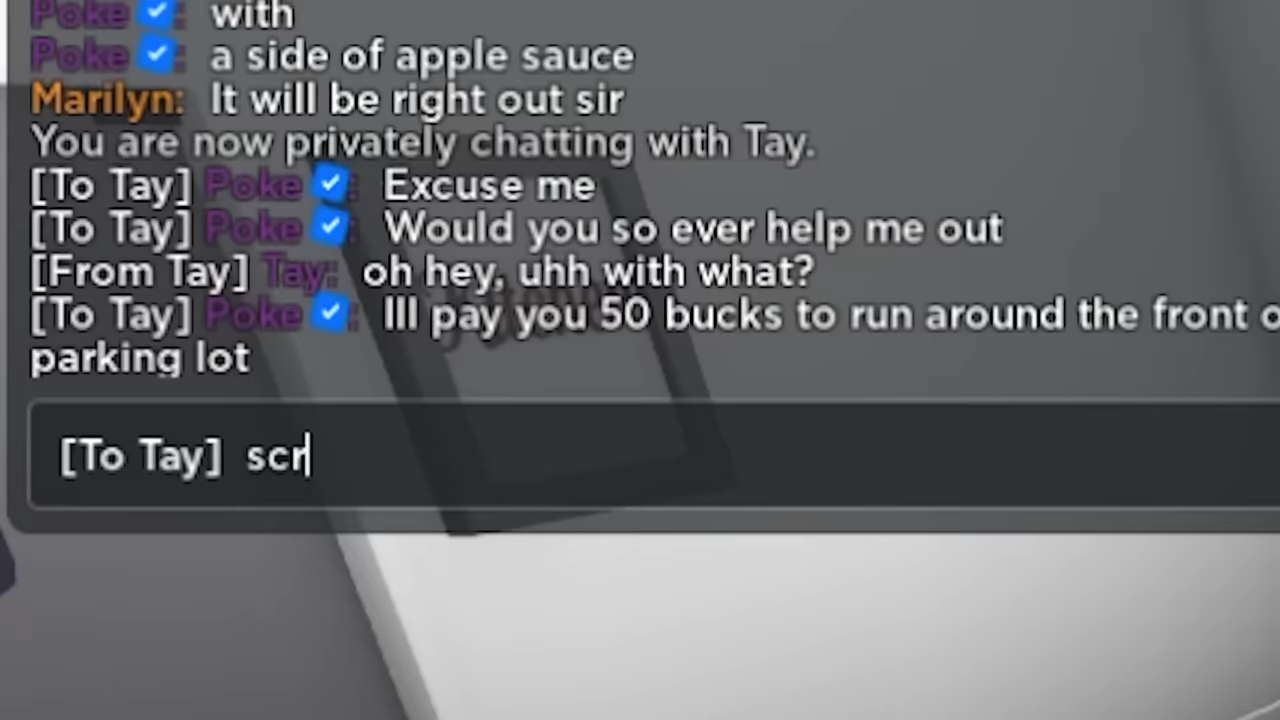 Poke: with
Poke: a side of apple sauce
Marilyn: It will be right out sir
You are now privately chatting with Tay.
[To Tay] Poke: Excuse me
[To Tay] Poke: Would you so ever help me out
[From Tay] Tay: oh hey, uhh with what?
[To Tay] Poke: Ill pay you 50 bucks to run around the front
parking lot
[To Tay] scr